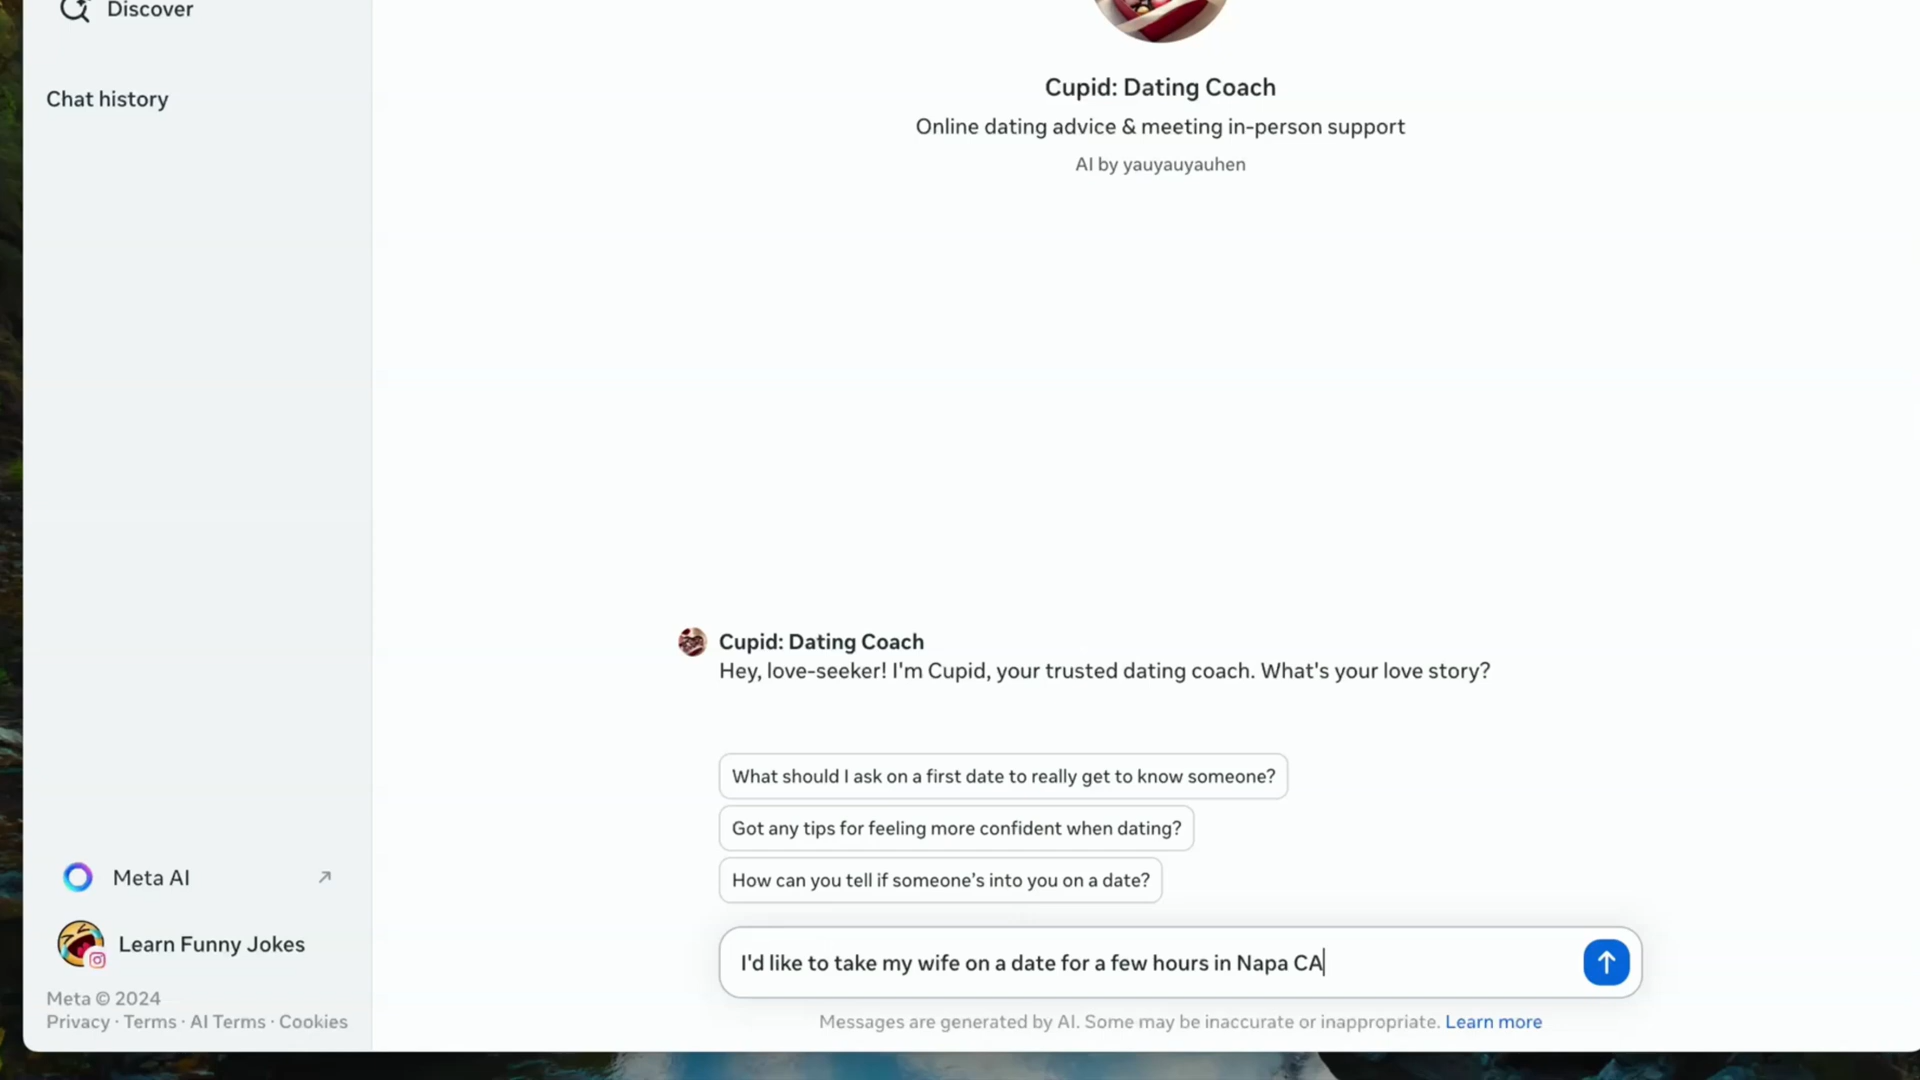 Discover
Chat history
Cupid: Dating Coach
Online dating advice & meeting in-person support
AI by yauyauyauhen
Cupid: Dating Coach
Hey, love-seeker! I'm Cupid, your trusted dating coach. What's your love story?
What should I ask on a first date to really get to know someone?
Got any tips for feeling more confident when dating?
How can you tell if someone’s into you on a date?
I'd like to take my wife on a date for a few hours in Napa CA
Messages are generated by AI. Some may be inaccurate or inappropriate. Learn more
Meta AI
Learn Funny Jokes
Meta © 2024
Privacy · Terms · AI Terms · Cookies